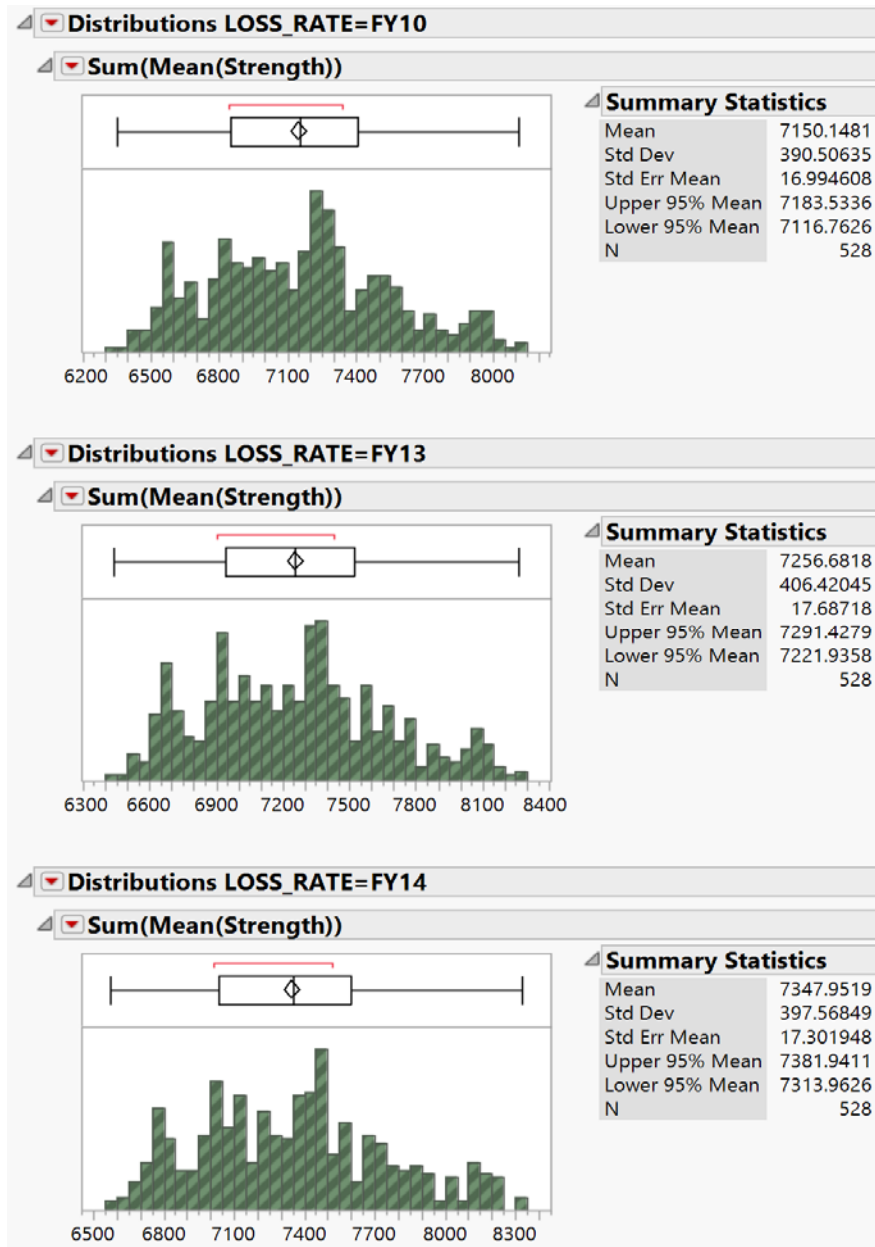 Distributions LOSS_RATE=FY10
Sum(Mean(Strength))
Summary Statistics
Mean 7150.1481
Std Dev 390.50635
Std Err Mean 16.994608
Upper 95% Mean 7183.5336
Lower 95% Mean 7116.7626
N 528
6200 6500 6800 7100 7400 7700 8000
Distributions LOSS_RATE=FY13
Sum(Mean(Strength))
Summary Statistics
Mean 7256.6818
Std Dev 406.42045
Std Err Mean 17.68718
Upper 95% Mean 7291.4279
Lower 95% Mean 7221.9358
N 528
6300 6600 6900 7200 7500 7800 8100 8400
Distributions LOSS_RATE=FY14
Sum(Mean(Strength))
Summary Statistics
Mean 7347.9519
Std Dev 397.56849
Std Err Mean 17.301948
Upper 95% Mean 7381.9411
Lower 95% Mean 7313.9626
N 528
6500 6800 7100 7400 7700 8000 8300